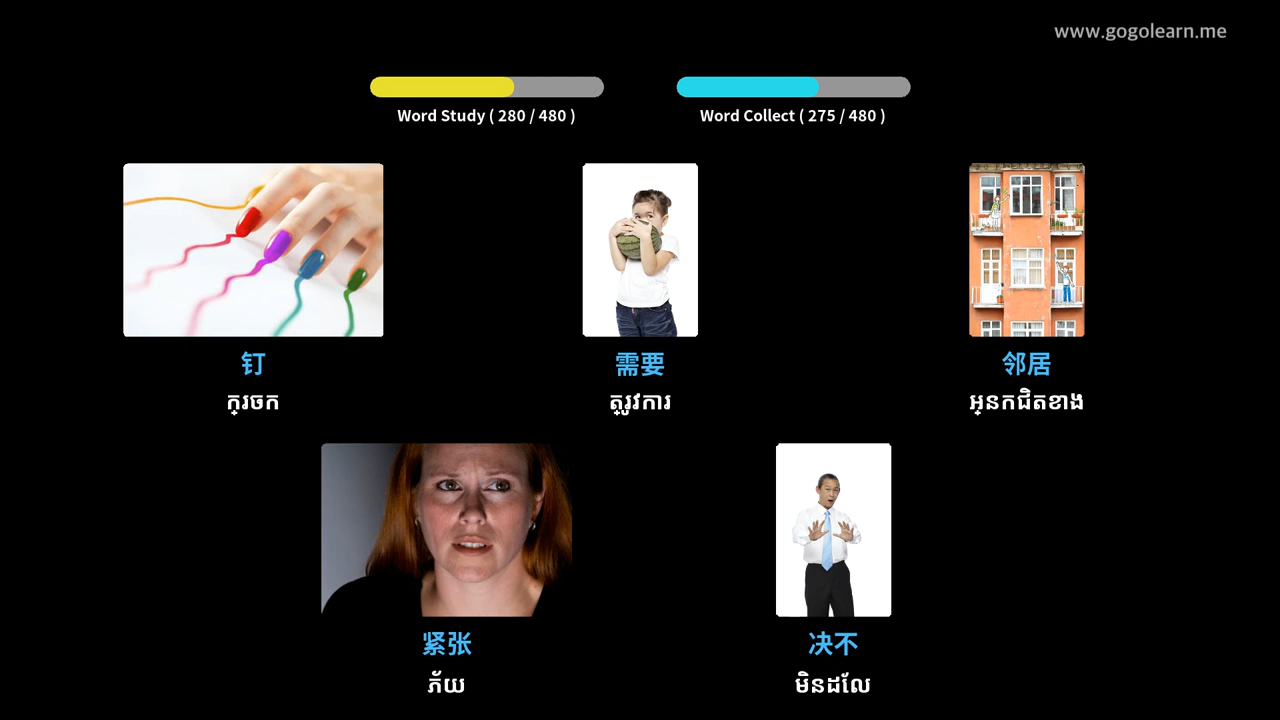 www.gogolearn.me
Word Study ( 280 / 480 )
Word Collect ( 275 / 480 )
钉
需要
邻居
ក្រចក
ត្រូវការ
អ្នកជិតខាង
紧张
决不
ភ័យ
មិនដលែ